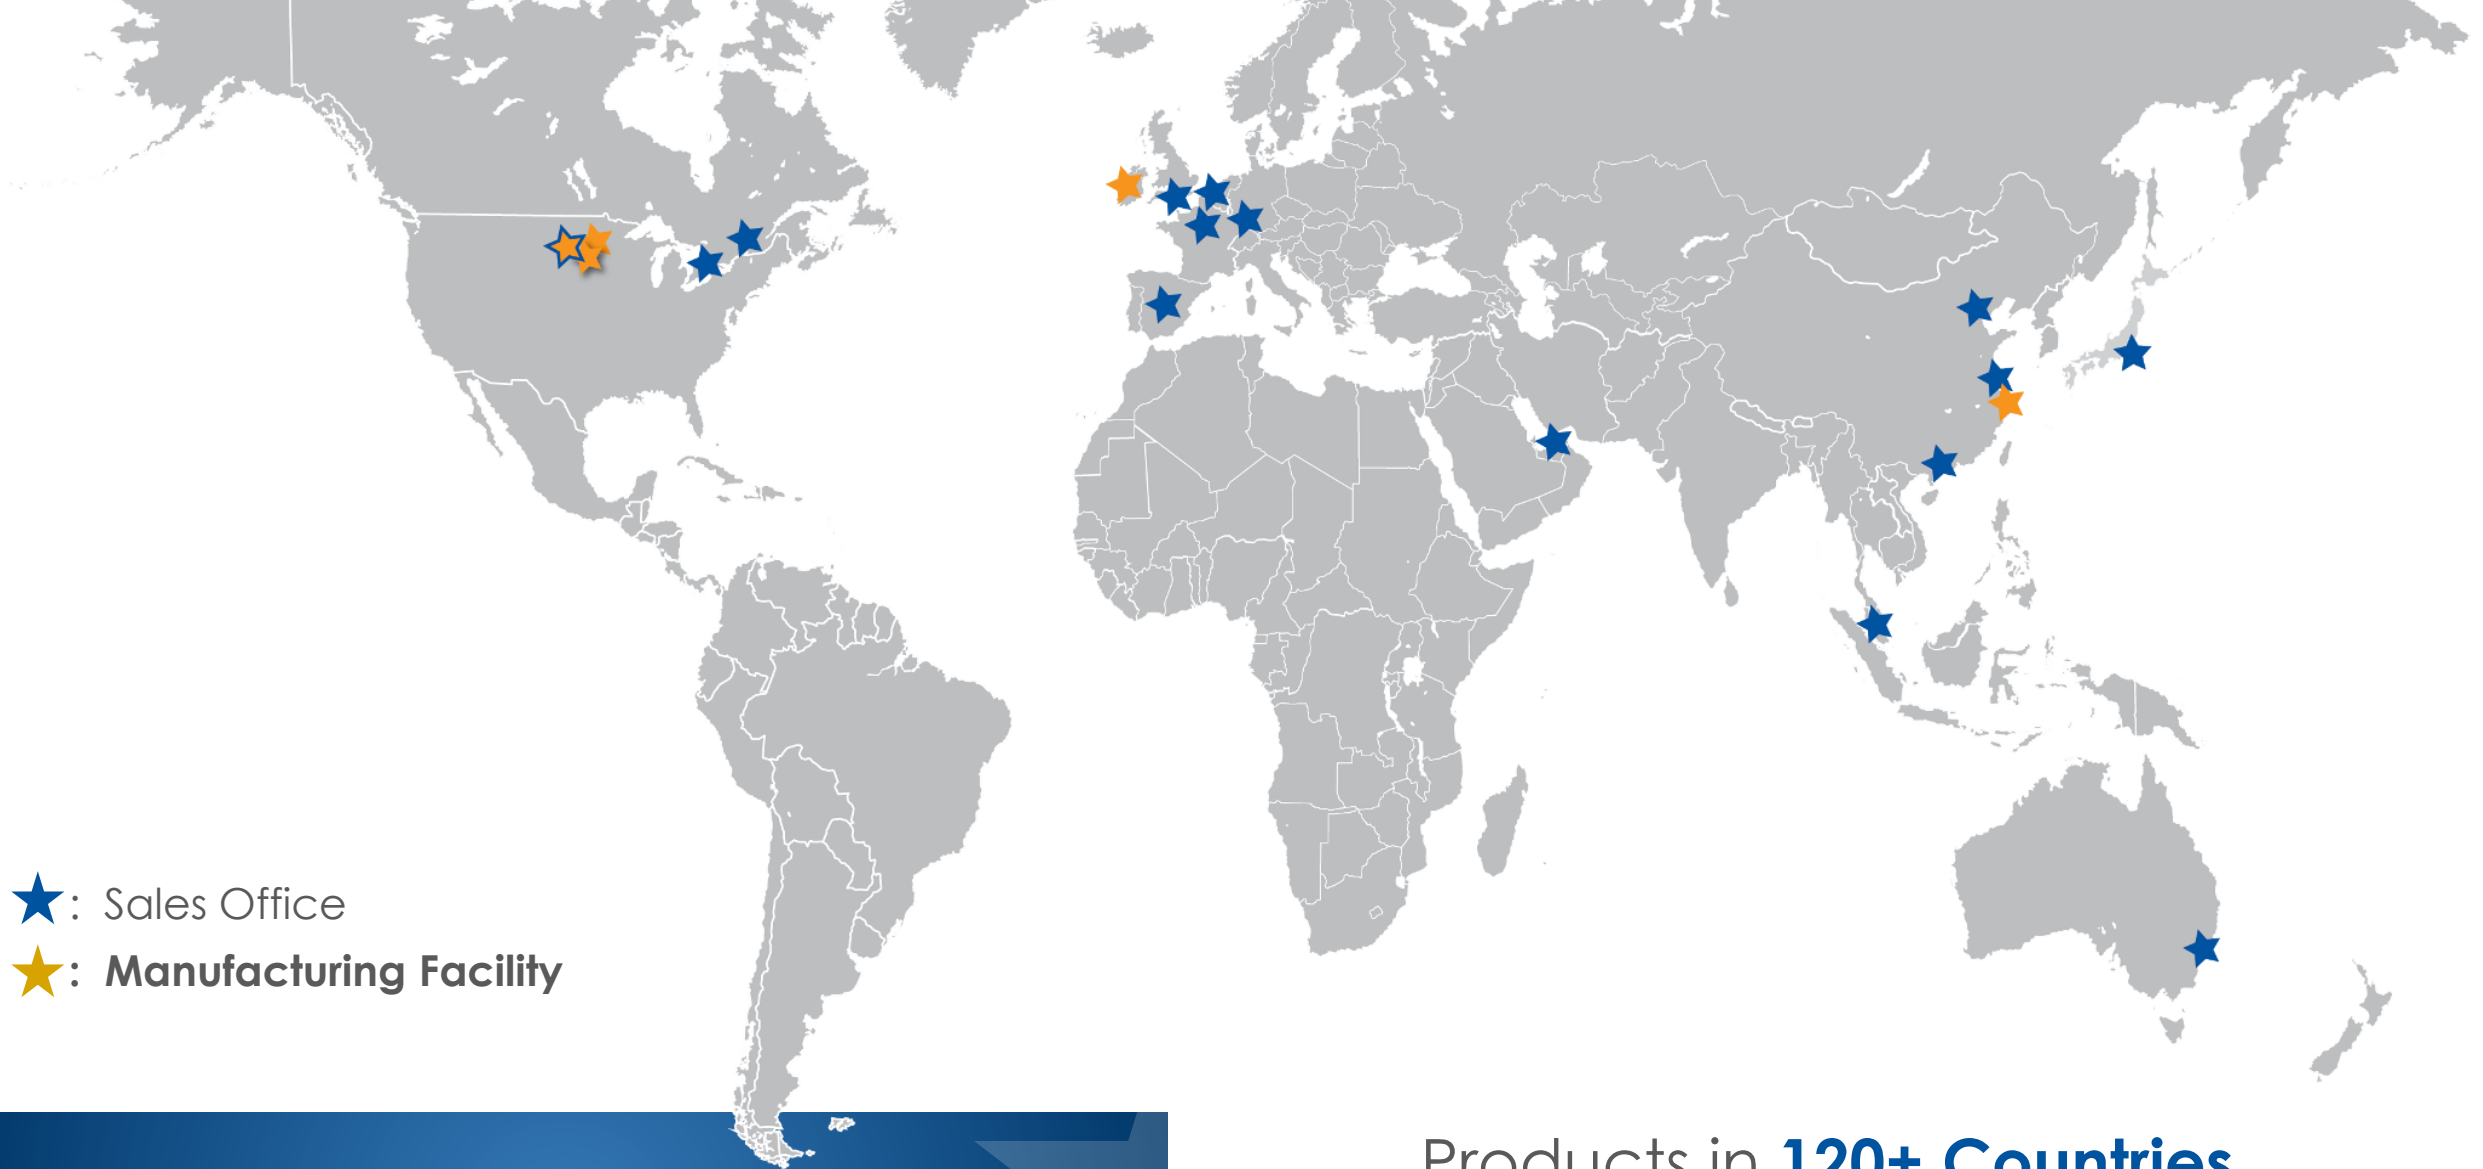 : Sales Office
: Manufacturing Facility
Products in 120+ Countries